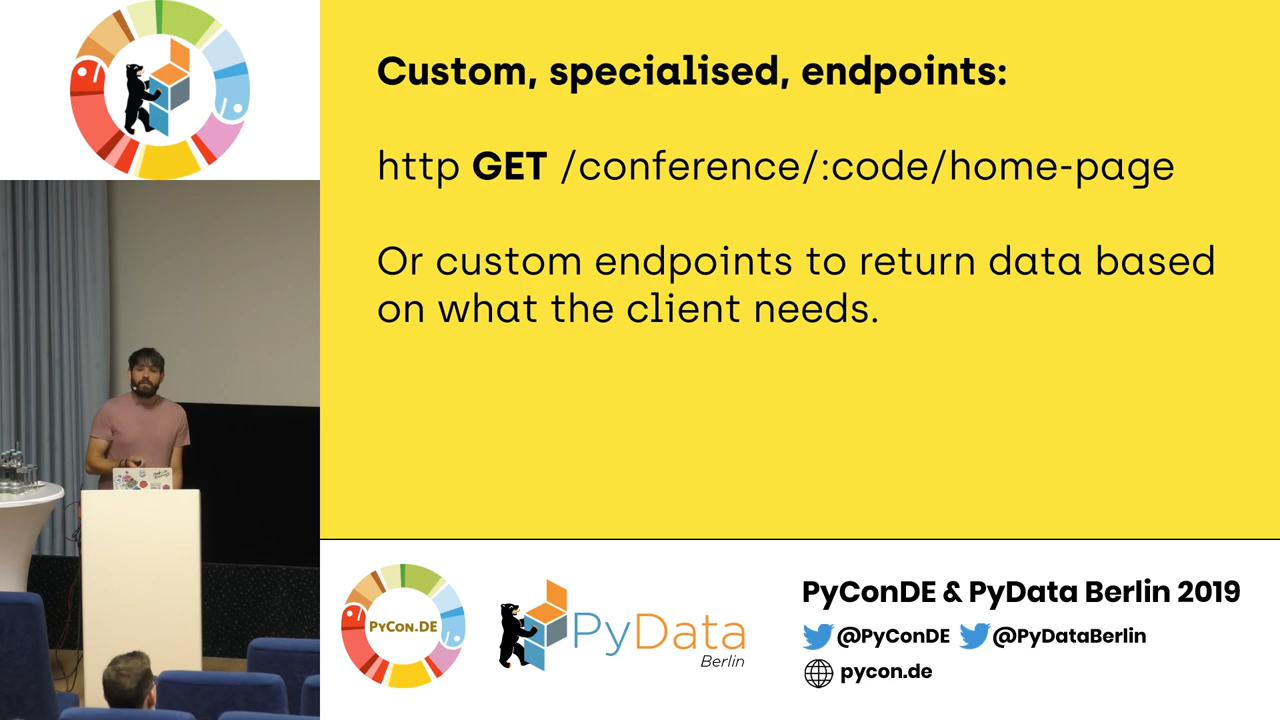 Custom, specialised, endpoints:
http GET /conference/:code/home-page
Or custom endpoints to return data based
on what the client needs.
PyCon.DE
PyData
Berlin
PyConDE & PyData Berlin 2019
@PyConDE @PyDataBerlin
pycon.de